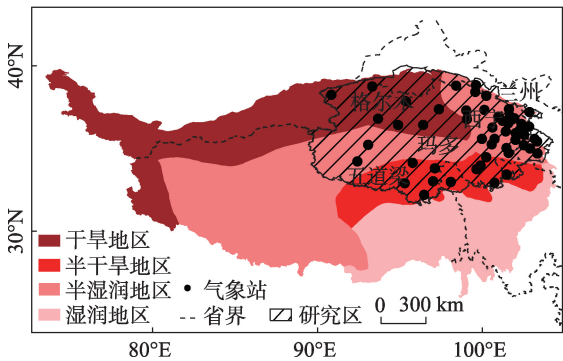 40°N
30°N
80°E
90°E
100°E
兰州
格尔木
玛多
五道梁
干旱地区
半干旱地区
半湿润地区
湿润地区
气象站
省界
研究区
0 300 km